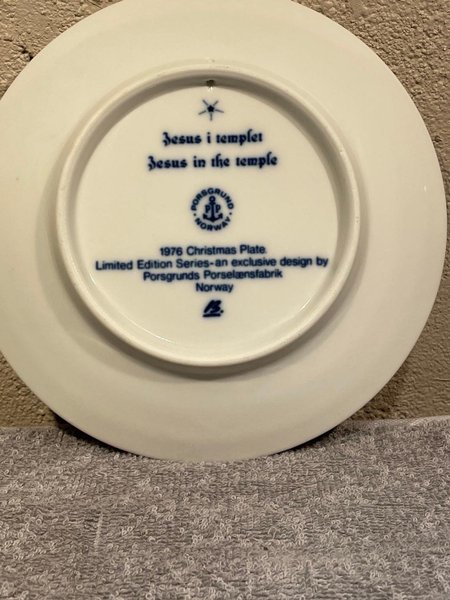 Jesus i templet
Jesus in the temple
PORSGRUND
PP
NORWAY
1976 Christmas Plate
Limited Edition Series-an exclusive design by
Porsgrunds Porselænsfabrik
Norway